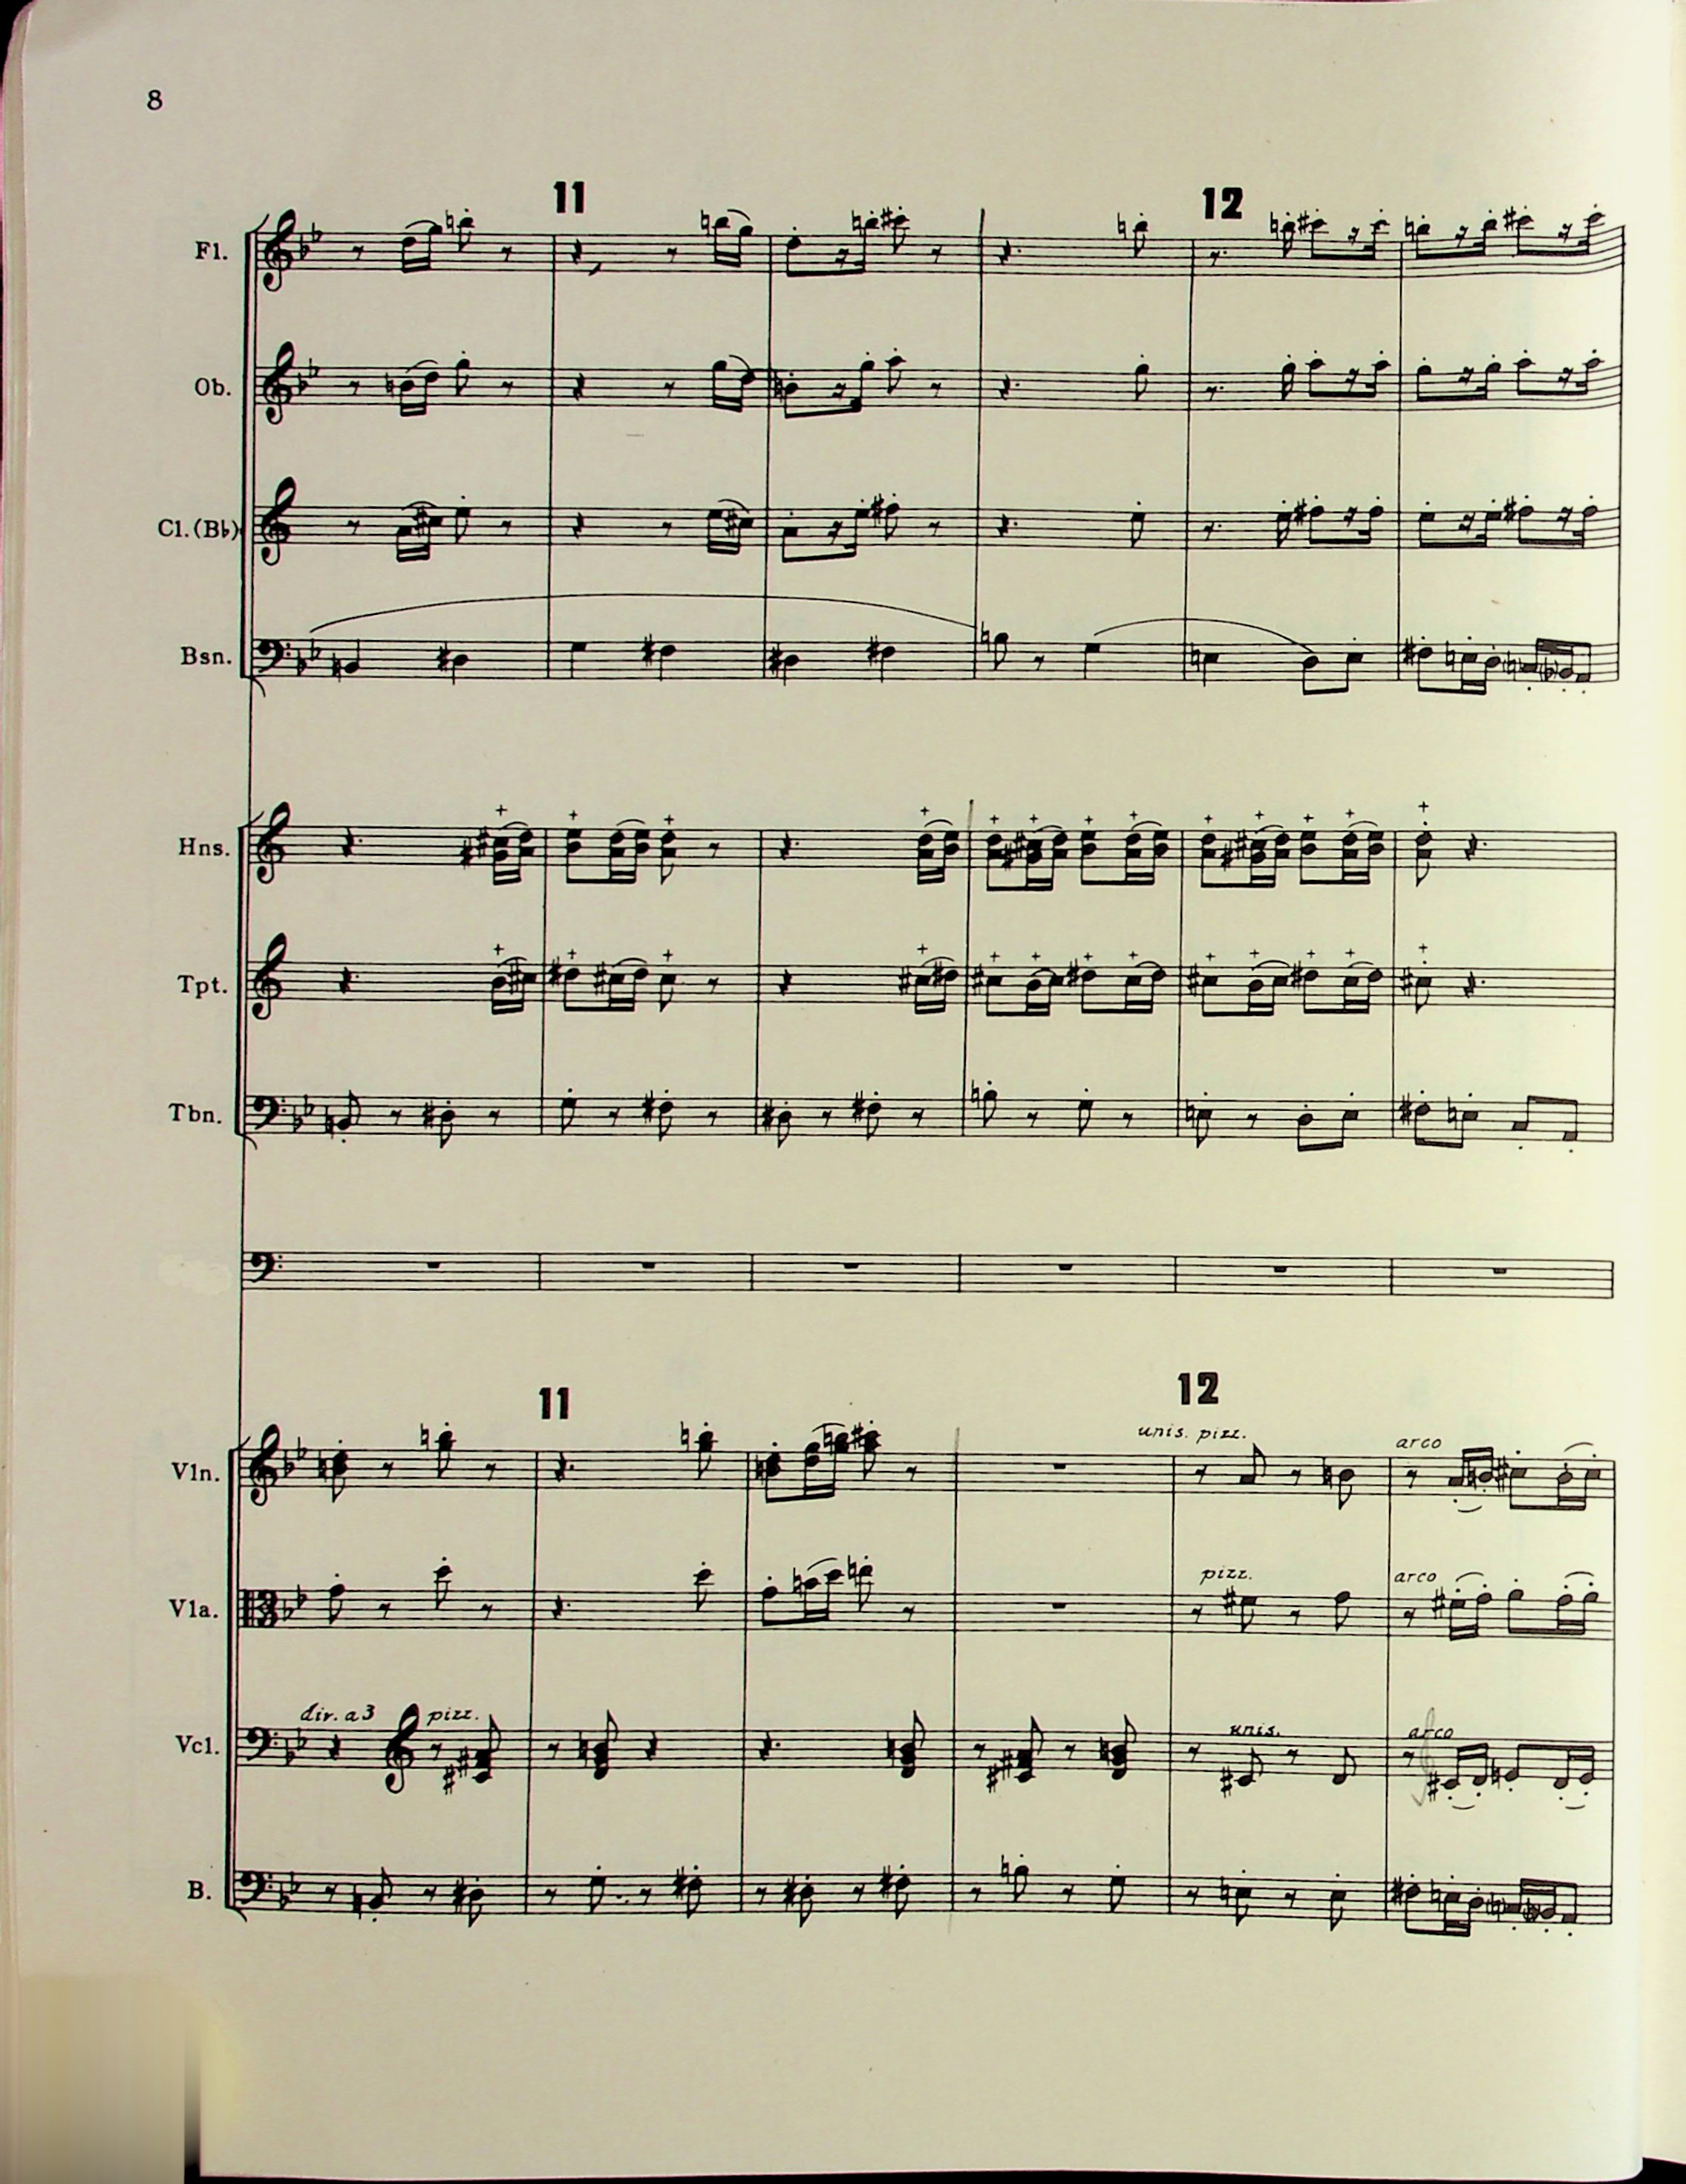 8
11
12
Fl.
Ob.
Cl.(B♭)
Bsn.
Hns.
Tpt.
Tbn.
11
12
unis. pizz.
arco
Vln.
pizz.
arco
Vla.
div. a 3
pizz.
unis.
arco
Vcl.
B.